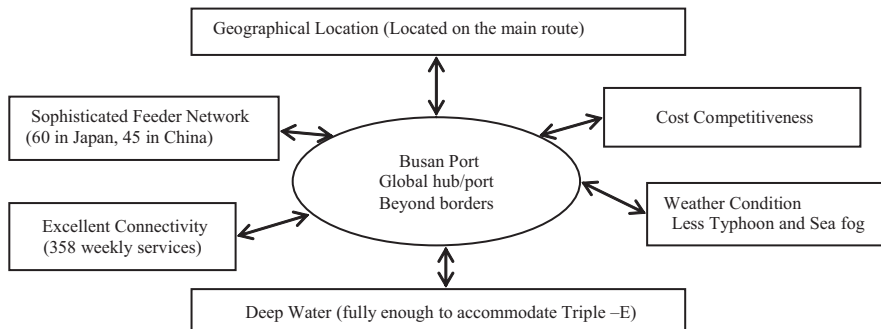 Geographical Location (Located on the main route)
Sophisticated Feeder Network
(60 in Japan, 45 in China)
Cost Competitiveness
Busan Port
Global hub/port
Beyond borders
Weather Condition
Less Typhoon and Sea fog
Excellent Connectivity
(358 weekly services)
Deep Water (fully enough to accommodate Triple –E)